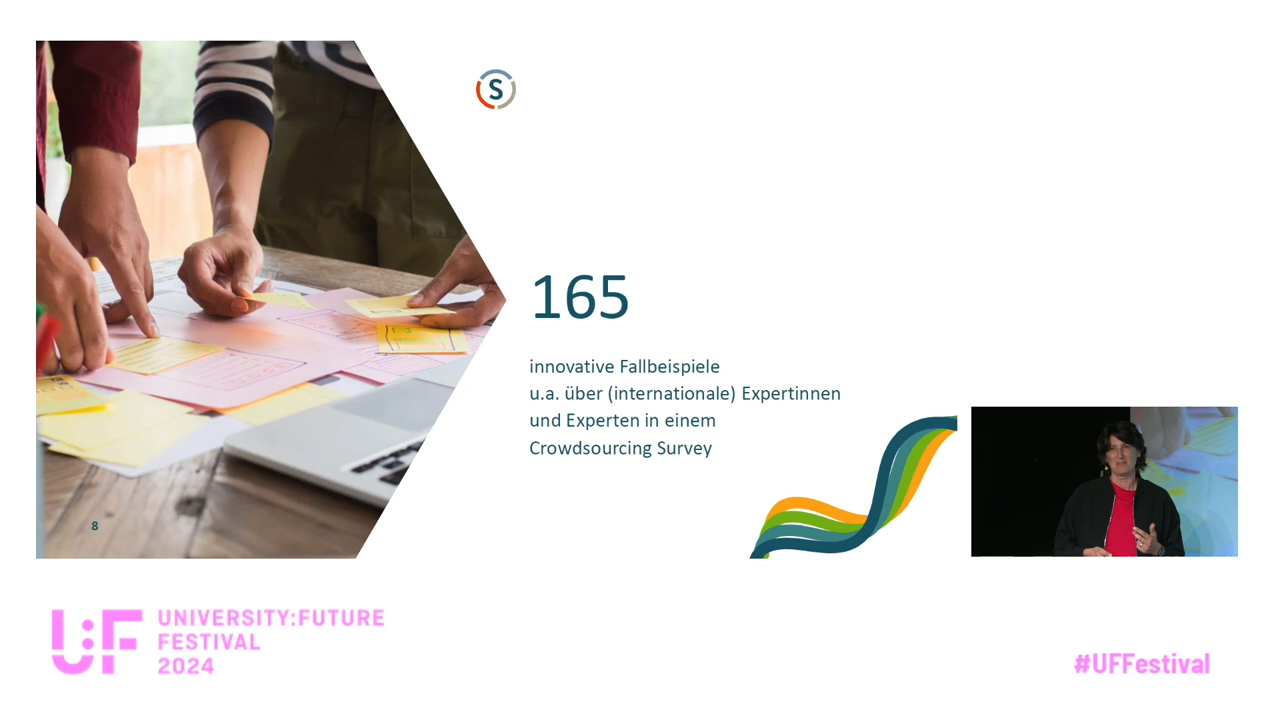 S
165
innovative Fallbeispiele
u.a. über (internationale) Expertinnen
und Experten in einem
Crowdsourcing Survey
8
U:F
UNIVERSITY:FUTURE
FESTIVAL
2024
#UFFestival